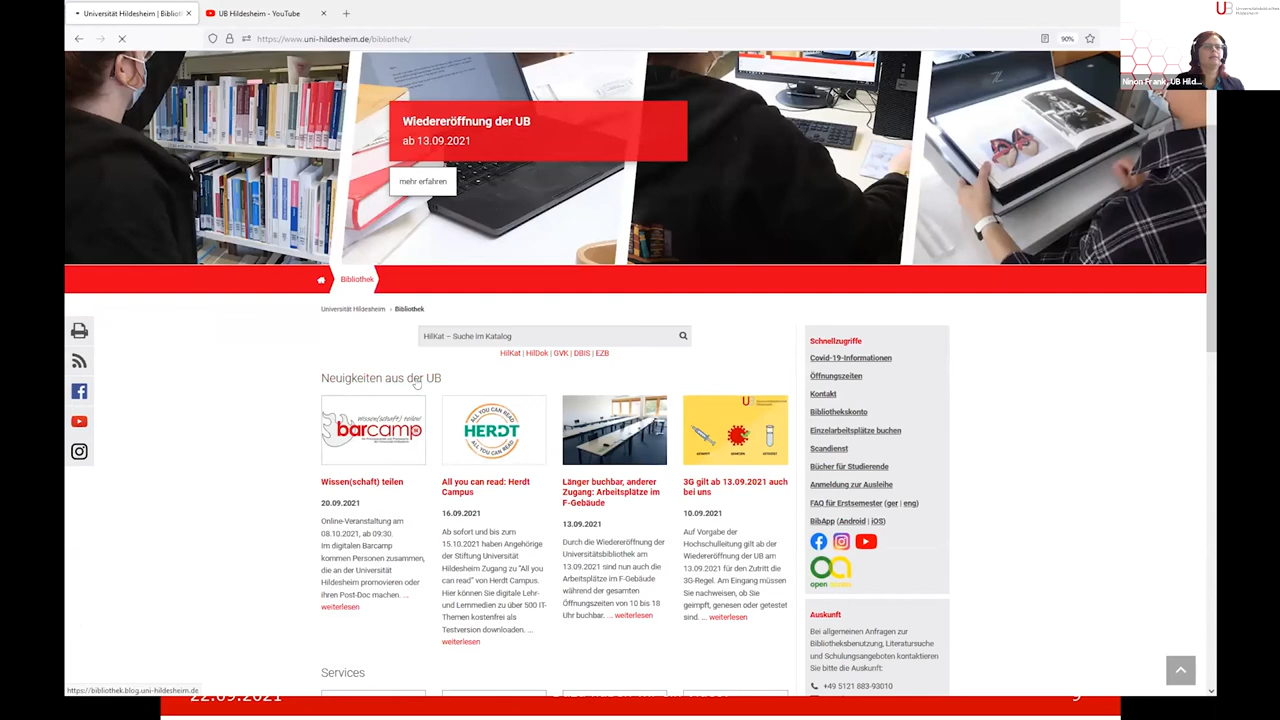 Universität Hildesheim | Bibliot
UB Hildesheim - YouTube
https://www.uni-hildesheim.de/bibliothek/
90%
Ninon Frank, UB Hild...
Wiedereröffnung der UB
ab 13.09.2021
mehr erfahren
Bibliothek
Universität Hildesheim › Bibliothek
HilKat – Suche im Katalog
HilKat | HilDok | GVK | DBIS | EZB
Neuigkeiten aus der UB
Wissen(schaft) teilen!
barcamp
Wissen(schaft) teilen
20.09.2021
Online-Veranstaltung am
08.10.2021, ab 09:30.
Im digitalen Barcamp
kommen Personen zusammen,
die an der Universität
Hildesheim promovieren oder
ihren Post-Doc machen. ...
weiterlesen
ALL YOU CAN READ
HERDT
ALL YOU CAN READ
All you can read: Herdt
Campus
16.09.2021
Ab sofort und bis zum
15.10.2021 haben Angehörige
der Stiftung Universität
Hildesheim Zugang zu "All you
can read" von Herdt Campus.
Hier können Sie digitale Lehr-
und Lernmedien zu über 500 IT-
Themen kostenfrei als
Testversion downloaden. ...
weiterlesen
Länger buchbar, anderer
Zugang: Arbeitsplätze im
F-Gebäude
13.09.2021
Durch die Wiedereröffnung der
Universitätsbibliothek am
13.09.2021 sind nun auch die
Arbeitsplätze im F-Gebäude
während der gesamten
Öffnungszeiten von 10 bis 18
Uhr buchbar. ... weiterlesen
3G gilt ab 13.09.2021 auch
bei uns
10.09.2021
Auf Vorgabe der
Hochschulleitung gilt ab der
Wiedereröffnung der UB am
13.09.2021 für den Zutritt die
3G-Regel. Am Eingang müssen
Sie nachweisen, ob Sie
geimpft, genesen oder getestet
sind. ... weiterlesen
Services
Schnellzugriffe
Covid-19-Informationen
Öffnungszeiten
Kontakt
Bibliothekskonto
Einzelarbeitsplätze buchen
Scandienst
Bücher für Studierende
Anmeldung zur Ausleihe
FAQ für Erstsemester (ger | eng)
BibApp (Android | iOS)
open access
Auskunft
Bei allgemeinen Anfragen zur
Bibliotheksbenutzung, Literatursuche
und Schulungsangeboten kontaktieren
Sie bitte die Auskunft:
+49 5121 883-93010
https://bibliothek.blog.uni-hildesheim.de
22.09.2021
9